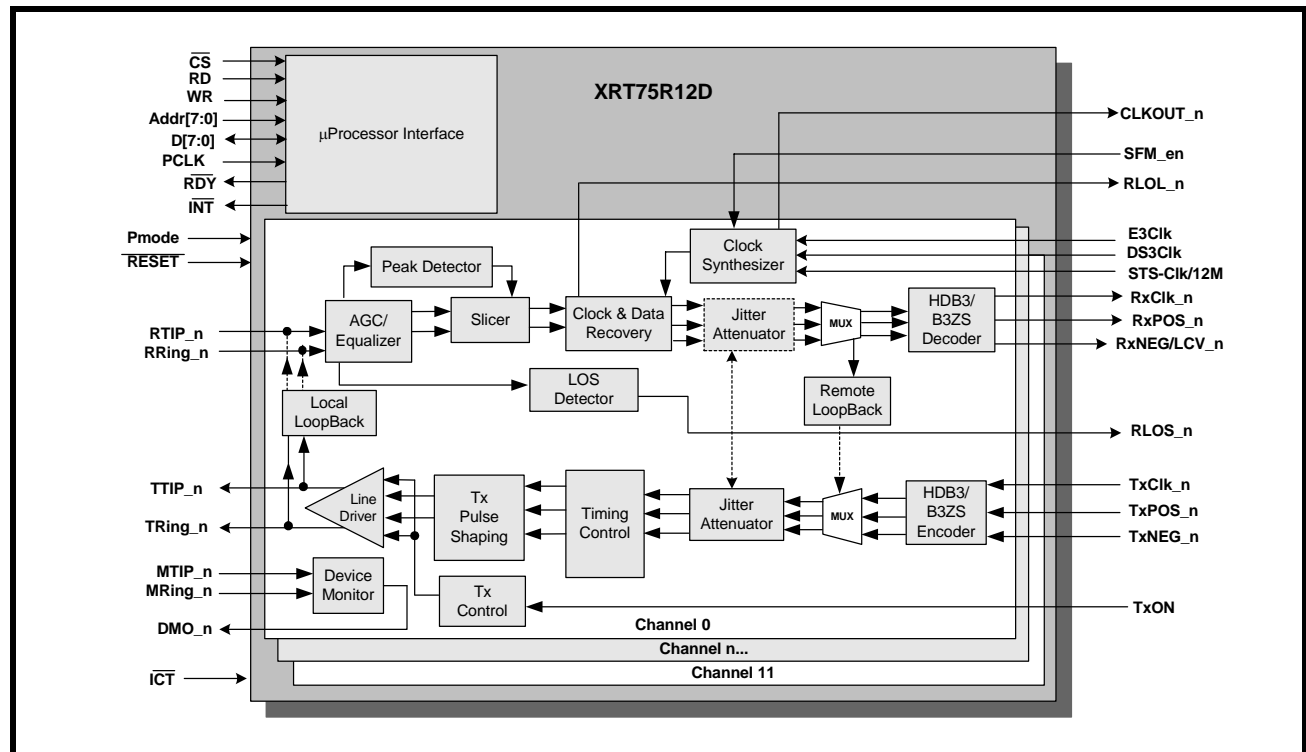 XRT75R12D
CS
RD
WR
Addr[7:0]
D[7:0]
PCLK
RDY
INT
Pmode
RESET
µProcessor Interface
CLKOUT_n
SFM_en
RLOL_n
E3Clk
DS3Clk
STS-Clk/12M
Clock
Synthesizer
Peak Detector
RTIP_n
RRing_n
AGC/
Equalizer
Slicer
Clock & Data
Recovery
Jitter
Attenuator
MUX
HDB3/
B3ZS
Decoder
RxClk_n
RxPOS_n
RxNEG/LCV_n
LOS
Detector
Remote
LoopBack
Local
LoopBack
RLOS_n
TTIP_n
TRing_n
Line
Driver
Tx
Pulse
Shaping
Timing
Control
Jitter
Attenuator
MUX
HDB3/
B3ZS
Encoder
TxClk_n
TxPOS_n
TxNEG_n
MTIP_n
MRing_n
DMO_n
Device
Monitor
Tx
Control
TxON
Channel 0
Channel n...
Channel 11
ICT